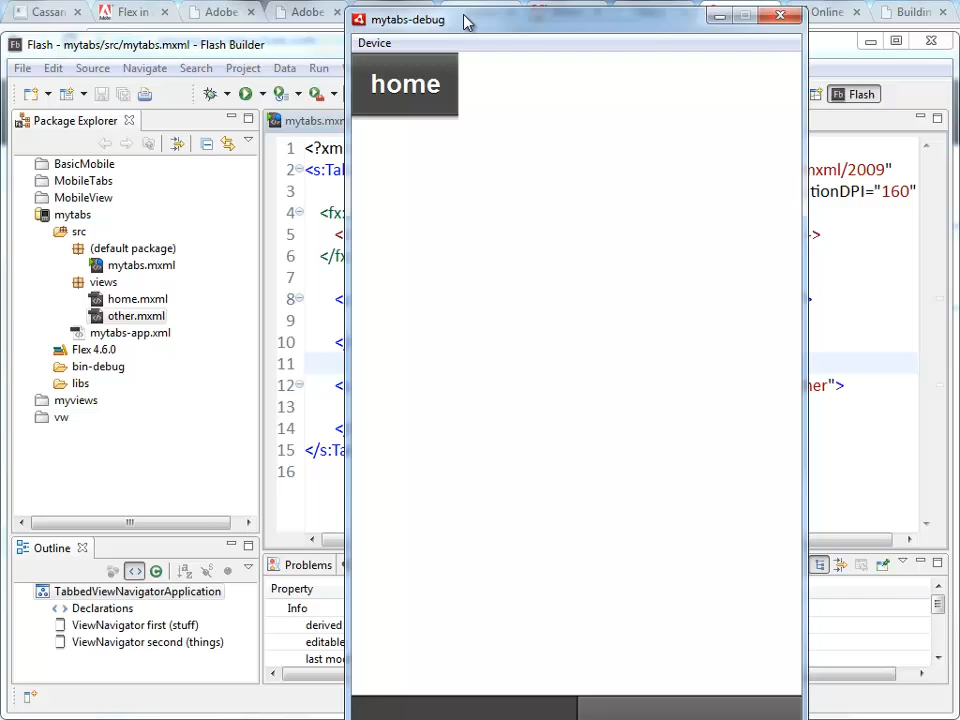 Cassan
Flex in
Adobe
Adobe
Online
Buildin
mytabs-debug
Flash - mytabs/src/mytabs.mxml - Flash Builder
Device
File Edit Source Navigate Search Project Data Run
home
Flash
Package Explorer
mytabs.mx
BasicMobile
MobileTabs
MobileView
mytabs
src
(default package)
mytabs.mxml
views
home.mxml
other.mxml
mytabs-app.xml
Flex 4.6.0
bin-debug
libs
myviews
vw
1 <?xm
2 <s:Tal mxml/2009"
3 tionDPI="160"
4 <fx:
5 < >
6 </fx
7
8 < >
9
10 <
11
12 < ner">
13
14 <
15 </s:Ta
16
Outline
Problems
TabbedViewNavigatorApplication
Declarations
ViewNavigator first (stuff)
ViewNavigator second (things)
Property
Info
derived
editable
last mo